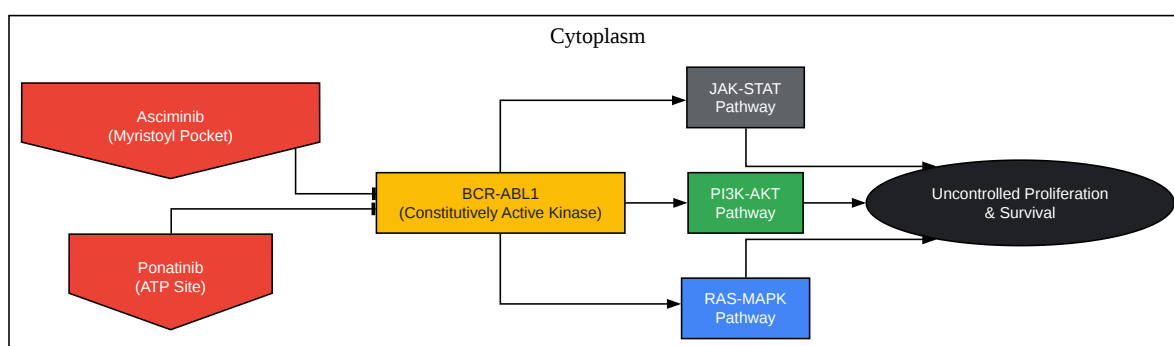 Cytoplasm
Asciminib
(Myristoyl Pocket)
Ponatinib
(ATP Site)
BCR-ABL1
(Constitutively Active Kinase)
JAK-STAT
Pathway
PI3K-AKT
Pathway
RAS-MAPK
Pathway
Uncontrolled Proliferation
& Survival